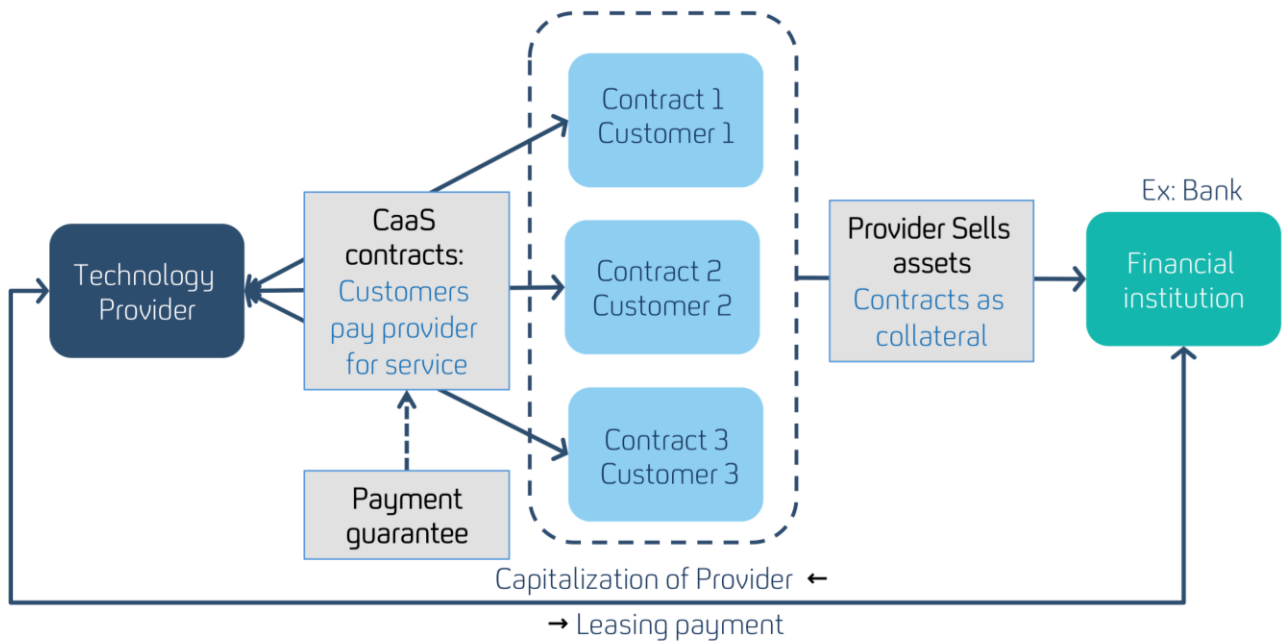 Technology
Provider
CaaS
contracts:
Customers
pay provider
for service
Payment
guarantee
Contract 1
Customer 1
Contract 2
Customer 2
Contract 3
Customer 3
Provider Sells
assets
Contracts as
collateral
Ex: Bank
Financial
institution
Capitalization of Provider ←
→ Leasing payment